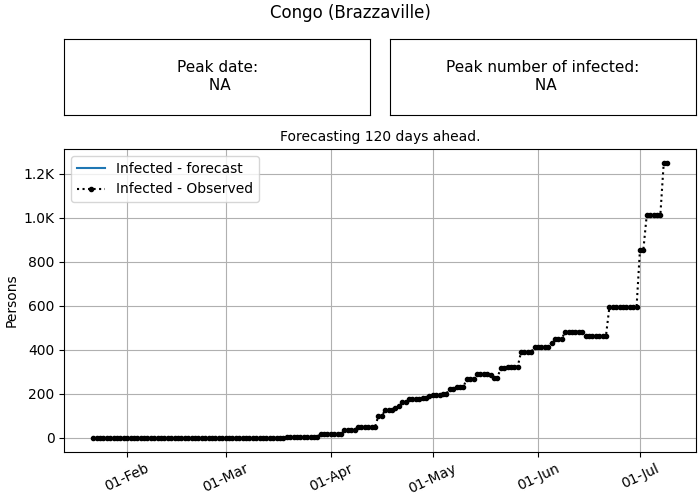 Congo (Brazzaville)
Peak date:
NA
Peak number of infected:
NA
Forecasting 120 days ahead.
Infected - forecast
Infected - Observed
Persons
1.2K
1.0K
800
600
400
200
0
01-Feb
01-Mar
01-Apr
01-May
01-Jun
01-Jul